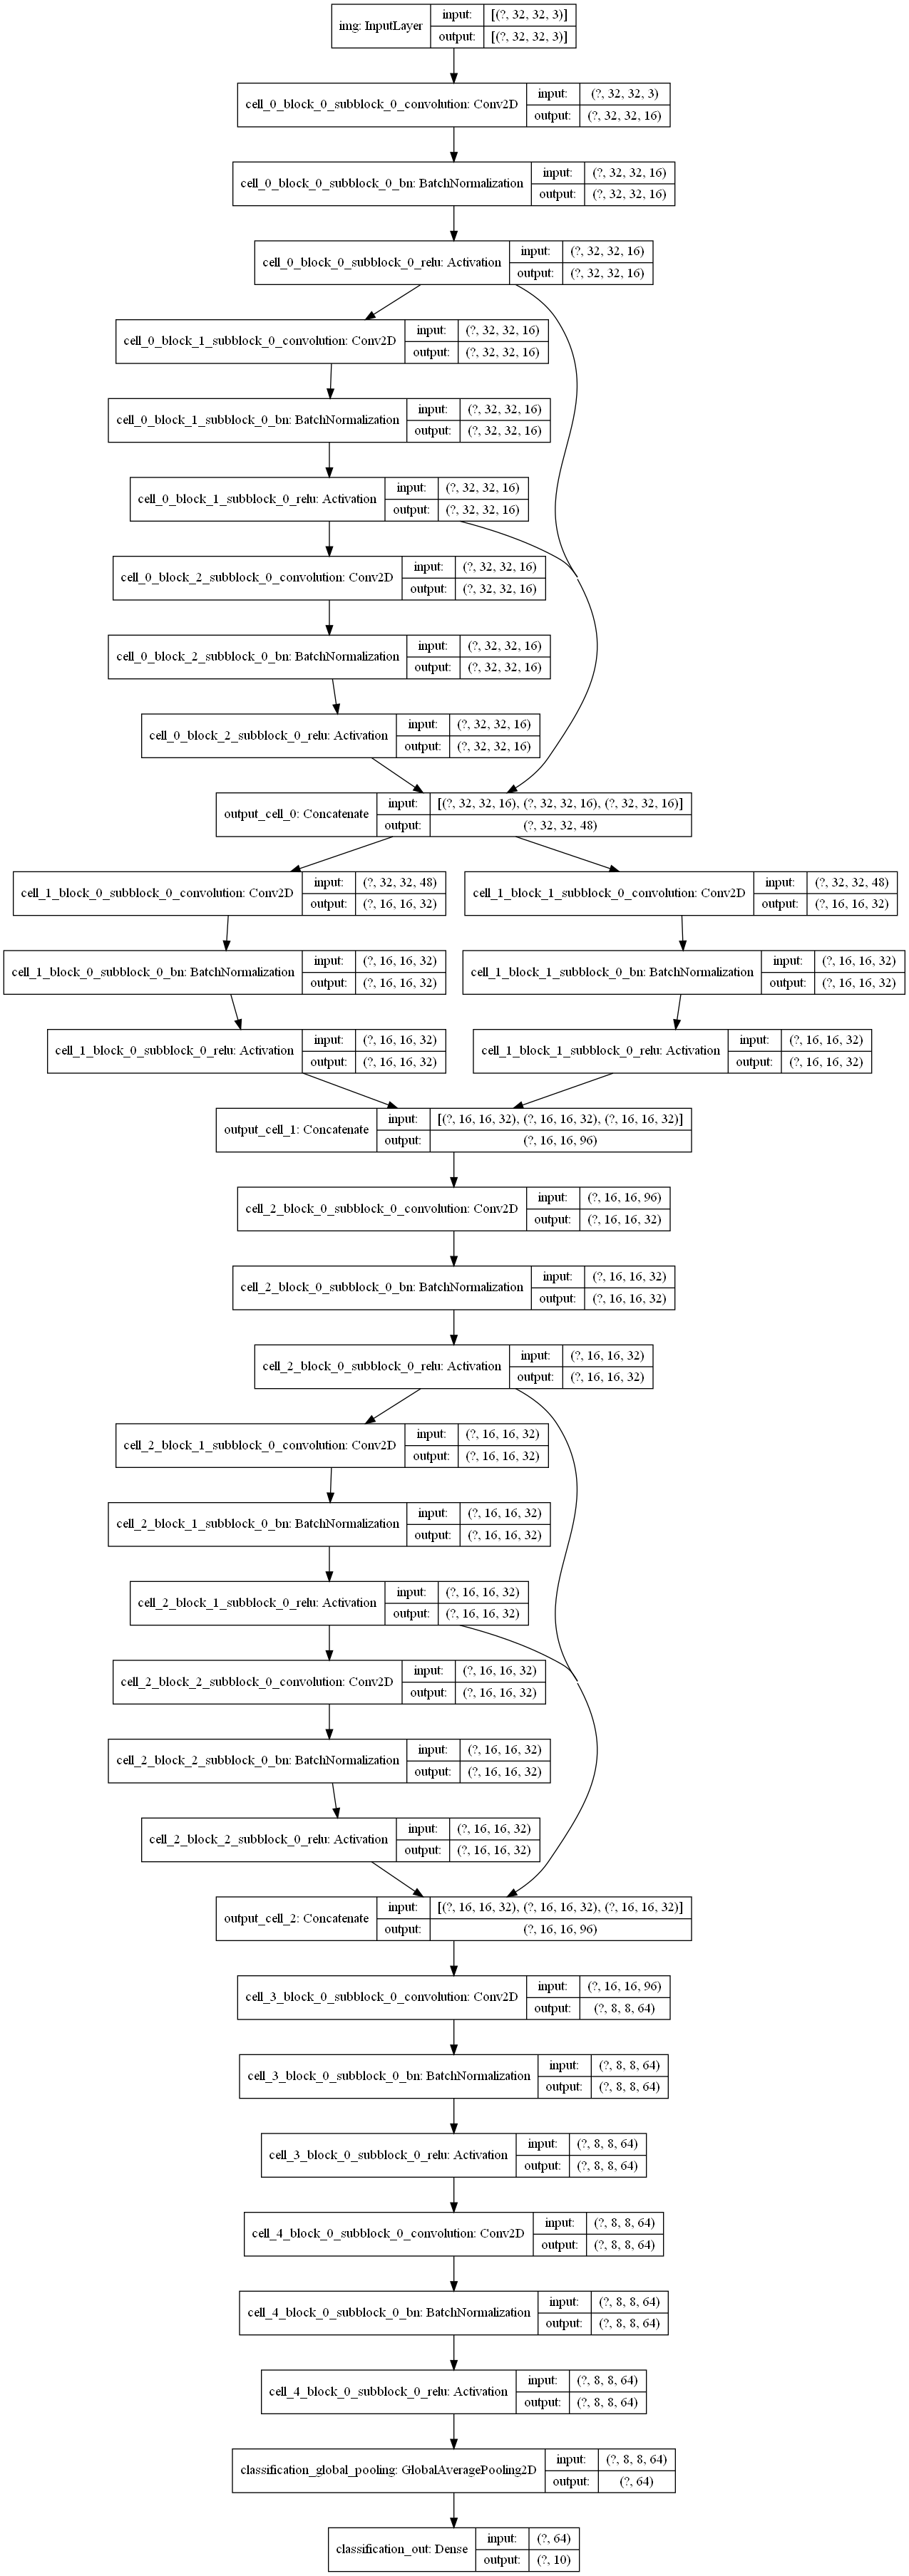 img: InputLayer
input: [(?, 32, 32, 3)]
output: [(?, 32, 32, 3)]
cell_0_block_0_subblock_0_convolution: Conv2D
input: (?, 32, 32, 3)
output: (?, 32, 32, 16)
cell_0_block_0_subblock_0_bn: BatchNormalization
input: (?, 32, 32, 16)
output: (?, 32, 32, 16)
cell_0_block_0_subblock_0_relu: Activation
input: (?, 32, 32, 16)
output: (?, 32, 32, 16)
cell_0_block_1_subblock_0_convolution: Conv2D
input: (?, 32, 32, 16)
output: (?, 32, 32, 16)
cell_0_block_1_subblock_0_bn: BatchNormalization
input: (?, 32, 32, 16)
output: (?, 32, 32, 16)
cell_0_block_1_subblock_0_relu: Activation
input: (?, 32, 32, 16)
output: (?, 32, 32, 16)
cell_0_block_2_subblock_0_convolution: Conv2D
input: (?, 32, 32, 16)
output: (?, 32, 32, 16)
cell_0_block_2_subblock_0_bn: BatchNormalization
input: (?, 32, 32, 16)
output: (?, 32, 32, 16)
cell_0_block_2_subblock_0_relu: Activation
input: (?, 32, 32, 16)
output: (?, 32, 32, 16)
output_cell_0: Concatenate
input: [(?, 32, 32, 16), (?, 32, 32, 16), (?, 32, 32, 16)]
output: (?, 32, 32, 48)
cell_1_block_0_subblock_0_convolution: Conv2D
input: (?, 32, 32, 48)
output: (?, 16, 16, 32)
cell_1_block_1_subblock_0_convolution: Conv2D
input: (?, 32, 32, 48)
output: (?, 16, 16, 32)
cell_1_block_0_subblock_0_bn: BatchNormalization
input: (?, 16, 16, 32)
output: (?, 16, 16, 32)
cell_1_block_1_subblock_0_bn: BatchNormalization
input: (?, 16, 16, 32)
output: (?, 16, 16, 32)
cell_1_block_0_subblock_0_relu: Activation
input: (?, 16, 16, 32)
output: (?, 16, 16, 32)
cell_1_block_1_subblock_0_relu: Activation
input: (?, 16, 16, 32)
output: (?, 16, 16, 32)
output_cell_1: Concatenate
input: [(?, 16, 16, 32), (?, 16, 16, 32), (?, 16, 16, 32)]
output: (?, 16, 16, 96)
cell_2_block_0_subblock_0_convolution: Conv2D
input: (?, 16, 16, 96)
output: (?, 16, 16, 32)
cell_2_block_0_subblock_0_bn: BatchNormalization
input: (?, 16, 16, 32)
output: (?, 16, 16, 32)
cell_2_block_0_subblock_0_relu: Activation
input: (?, 16, 16, 32)
output: (?, 16, 16, 32)
cell_2_block_1_subblock_0_convolution: Conv2D
input: (?, 16, 16, 32)
output: (?, 16, 16, 32)
cell_2_block_1_subblock_0_bn: BatchNormalization
input: (?, 16, 16, 32)
output: (?, 16, 16, 32)
cell_2_block_1_subblock_0_relu: Activation
input: (?, 16, 16, 32)
output: (?, 16, 16, 32)
cell_2_block_2_subblock_0_convolution: Conv2D
input: (?, 16, 16, 32)
output: (?, 16, 16, 32)
cell_2_block_2_subblock_0_bn: BatchNormalization
input: (?, 16, 16, 32)
output: (?, 16, 16, 32)
cell_2_block_2_subblock_0_relu: Activation
input: (?, 16, 16, 32)
output: (?, 16, 16, 32)
output_cell_2: Concatenate
input: [(?, 16, 16, 32), (?, 16, 16, 32), (?, 16, 16, 32)]
output: (?, 16, 16, 96)
cell_3_block_0_subblock_0_convolution: Conv2D
input: (?, 16, 16, 96)
output: (?, 8, 8, 64)
cell_3_block_0_subblock_0_bn: BatchNormalization
input: (?, 8, 8, 64)
output: (?, 8, 8, 64)
cell_3_block_0_subblock_0_relu: Activation
input: (?, 8, 8, 64)
output: (?, 8, 8, 64)
cell_4_block_0_subblock_0_convolution: Conv2D
input: (?, 8, 8, 64)
output: (?, 8, 8, 64)
cell_4_block_0_subblock_0_bn: BatchNormalization
input: (?, 8, 8, 64)
output: (?, 8, 8, 64)
cell_4_block_0_subblock_0_relu: Activation
input: (?, 8, 8, 64)
output: (?, 8, 8, 64)
classification_global_pooling: GlobalAveragePooling2D
input: (?, 8, 8, 64)
output: (?, 64)
classification_out: Dense
input: (?, 64)
output: (?, 10)